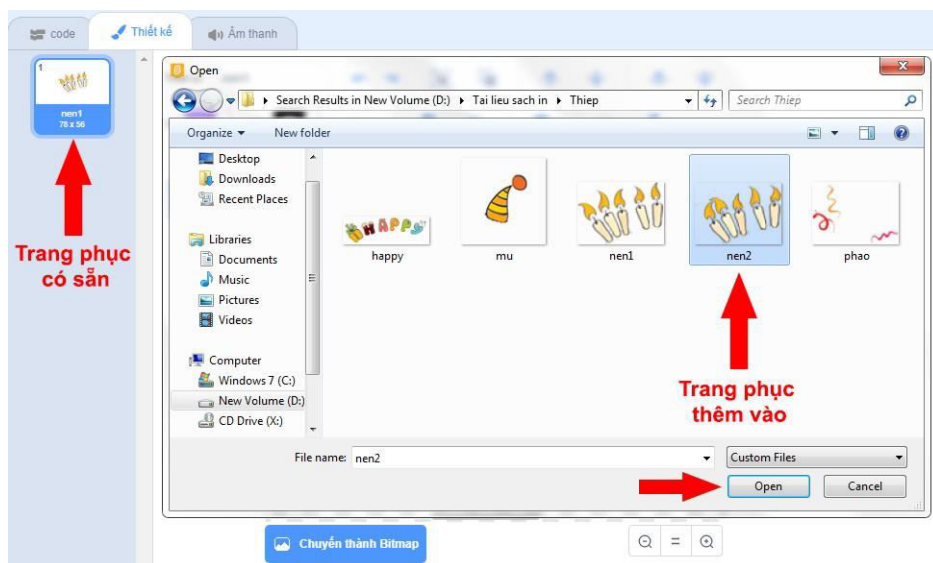 code
Thiết kế
Âm thanh
1
nen1
78 x 56
Trang phục
có sẵn
Open
Search Results in New Volume (D:) ▸ Tai lieu sach in ▸ Thiep
Search Thiep
Organize
New folder
Desktop
Downloads
Recent Places
Libraries
Documents
Music
Pictures
Videos
Computer
Windows 7 (C:)
New Volume (D:)
CD Drive (X:)
HAPPY
happy
mu
nen1
nen2
phao
Trang phục
thêm vào
File name: nen2
Custom Files
Open
Cancel
Chuyển thành Bitmap